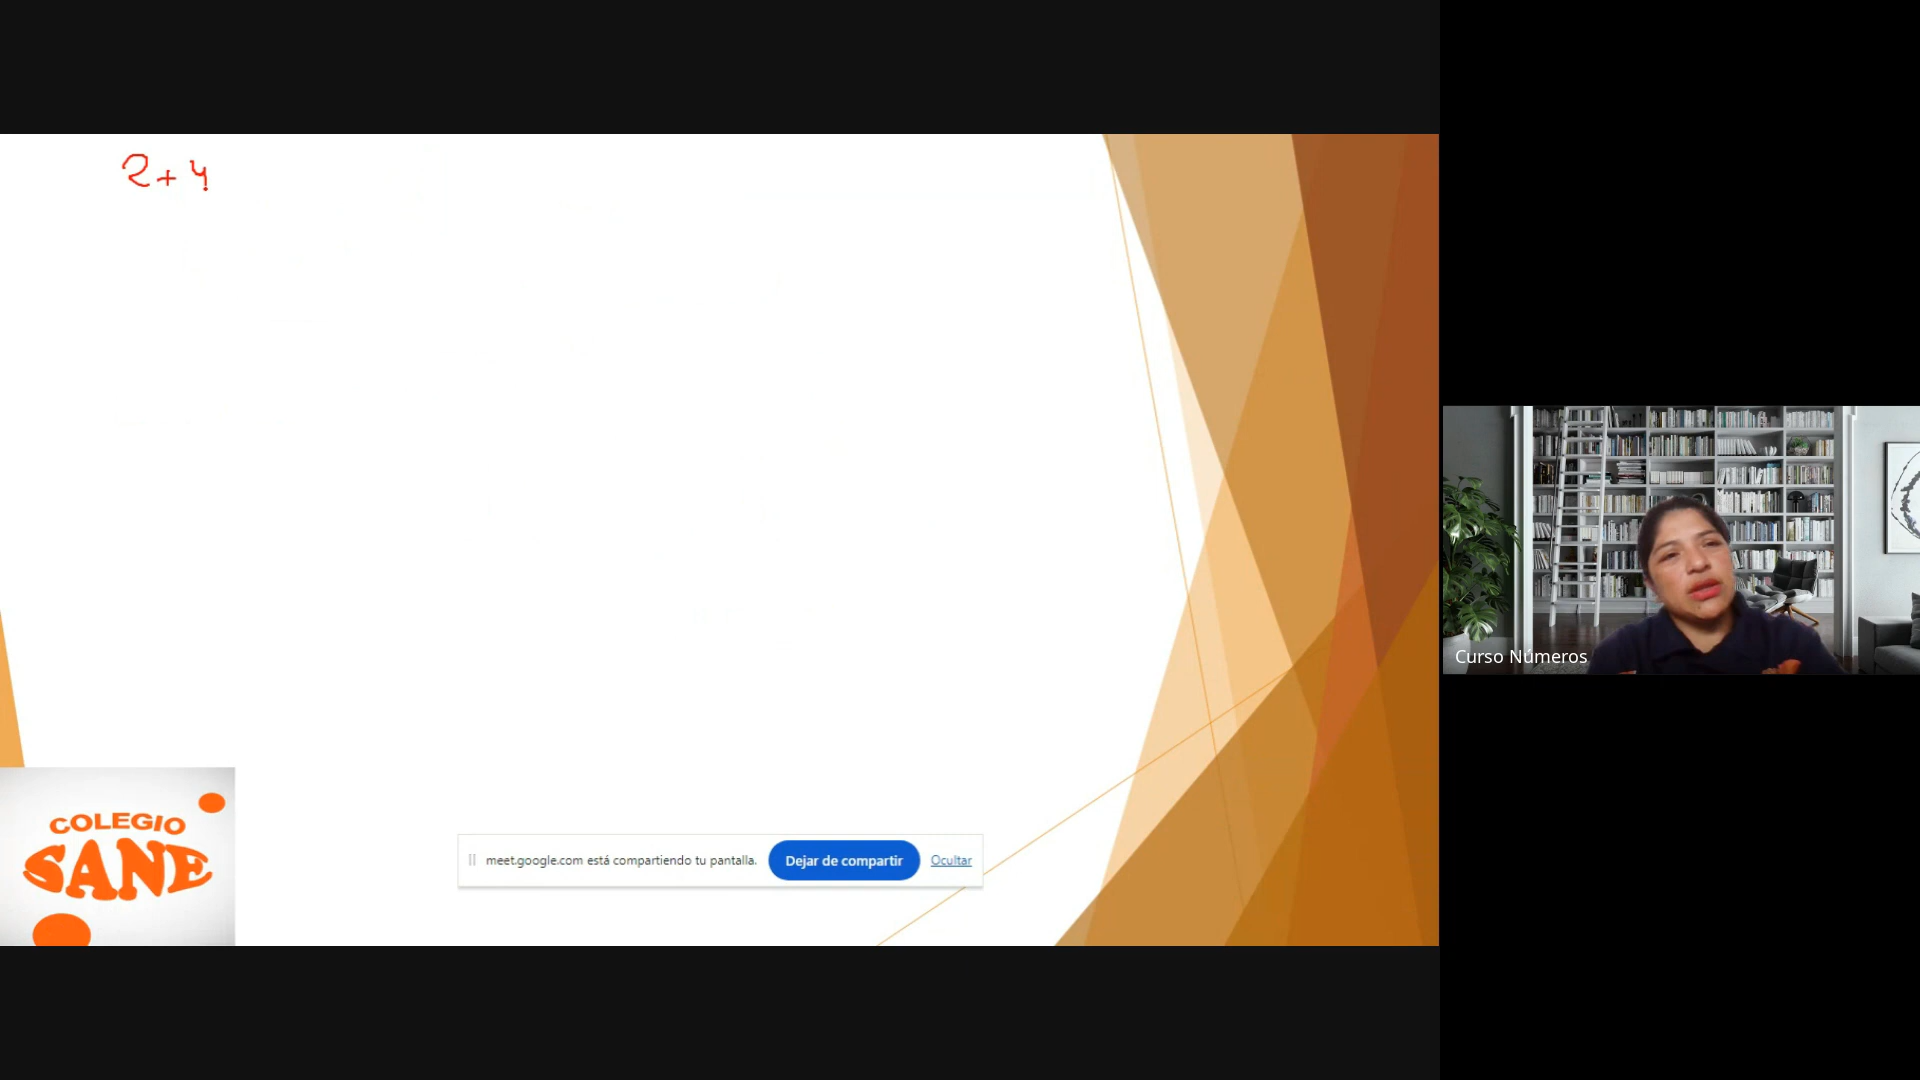 2 + 4
COLEGIO
SANE
meet.google.com está compartiendo tu pantalla. Dejar de compartir Ocultar
Curso Números